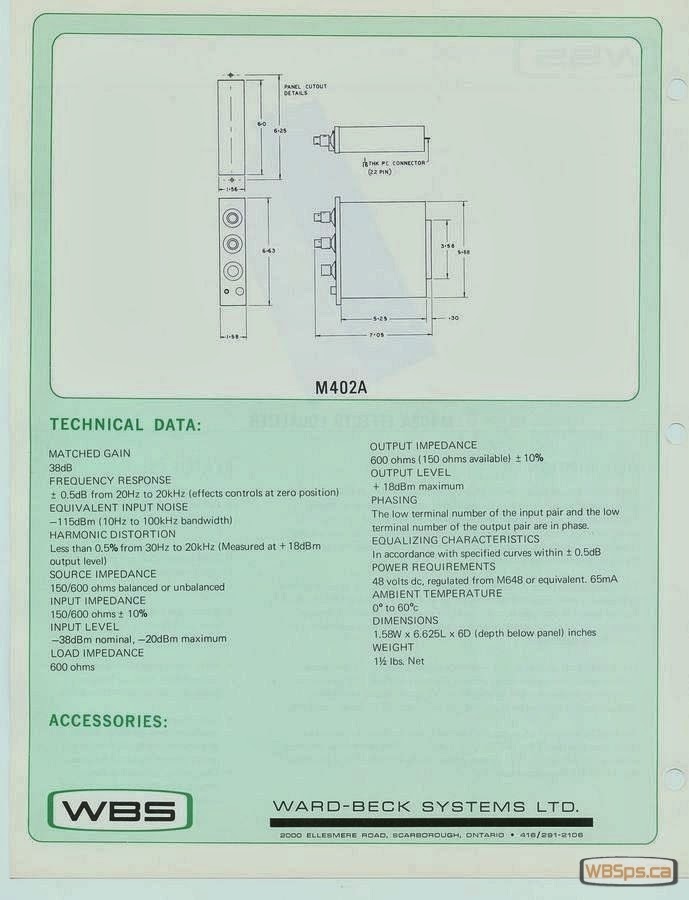 PANEL CUTOUT
DETAILS
6·0
6·25
1·56
1/16 THK PC CONNECTOR
(22 PIN)
6·63
3·56
5·88
5·25
·30
7·05
1·58
M402A
TECHNICAL DATA:
MATCHED GAIN
38dB
FREQUENCY RESPONSE
± 0.5dB from 20Hz to 20kHz (effects controls at zero position)
EQUIVALENT INPUT NOISE
–115dBm (10Hz to 100kHz bandwidth)
HARMONIC DISTORTION
Less than 0.5% from 30Hz to 20kHz (Measured at + 18dBm
output level)
SOURCE IMPEDANCE
150/600 ohms balanced or unbalanced
INPUT IMPEDANCE
150/600 ohms ± 10%
INPUT LEVEL
–38dBm nominal, –20dBm maximum
LOAD IMPEDANCE
600 ohms
OUTPUT IMPEDANCE
600 ohms (150 ohms available) ± 10%
OUTPUT LEVEL
+ 18dBm maximum
PHASING
The low terminal number of the input pair and the low
terminal number of the output pair are in phase.
EQUALIZING CHARACTERISTICS
In accordance with specified curves within ± 0.5dB
POWER REQUIREMENTS
48 volts dc, regulated from M648 or equivalent. 65mA
AMBIENT TEMPERATURE
0° to 60°c
DIMENSIONS
1.58W x 6.625L x 6D (depth below panel) inches
WEIGHT
1½ lbs. Net
ACCESSORIES:
WBS
WARD-BECK SYSTEMS LTD.
2000 ELLESMERE ROAD, SCARBOROUGH, ONTARIO • 416/291-2106
WBSps.ca